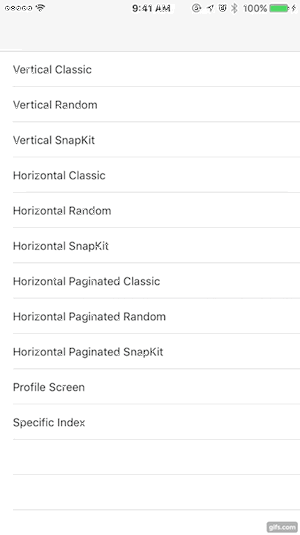 9:41 AM
100%
Vertical Classic
Vertical Random
Vertical SnapKit
Horizontal Classic
Horizontal Random
Horizontal SnapKit
Horizontal Paginated Classic
Horizontal Paginated Random
Horizontal Paginated SnapKit
Profile Screen
Specific Index
gifs.com